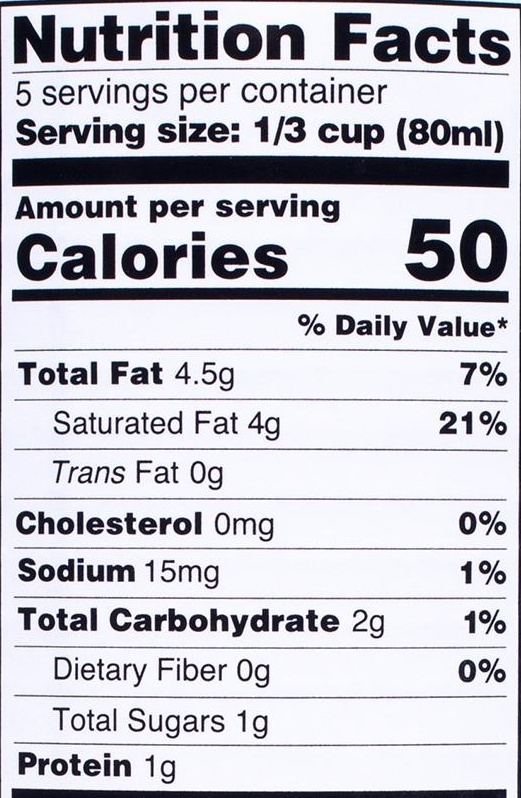 Nutrition Facts
5 servings per container
Serving size: 1/3 cup (80ml)
Amount per serving
Calories 50
% Daily Value*
Total Fat 4.5g 7%
Saturated Fat 4g 21%
Trans Fat 0g
Cholesterol 0mg 0%
Sodium 15mg 1%
Total Carbohydrate 2g 1%
Dietary Fiber 0g 0%
Total Sugars 1g
Protein 1g